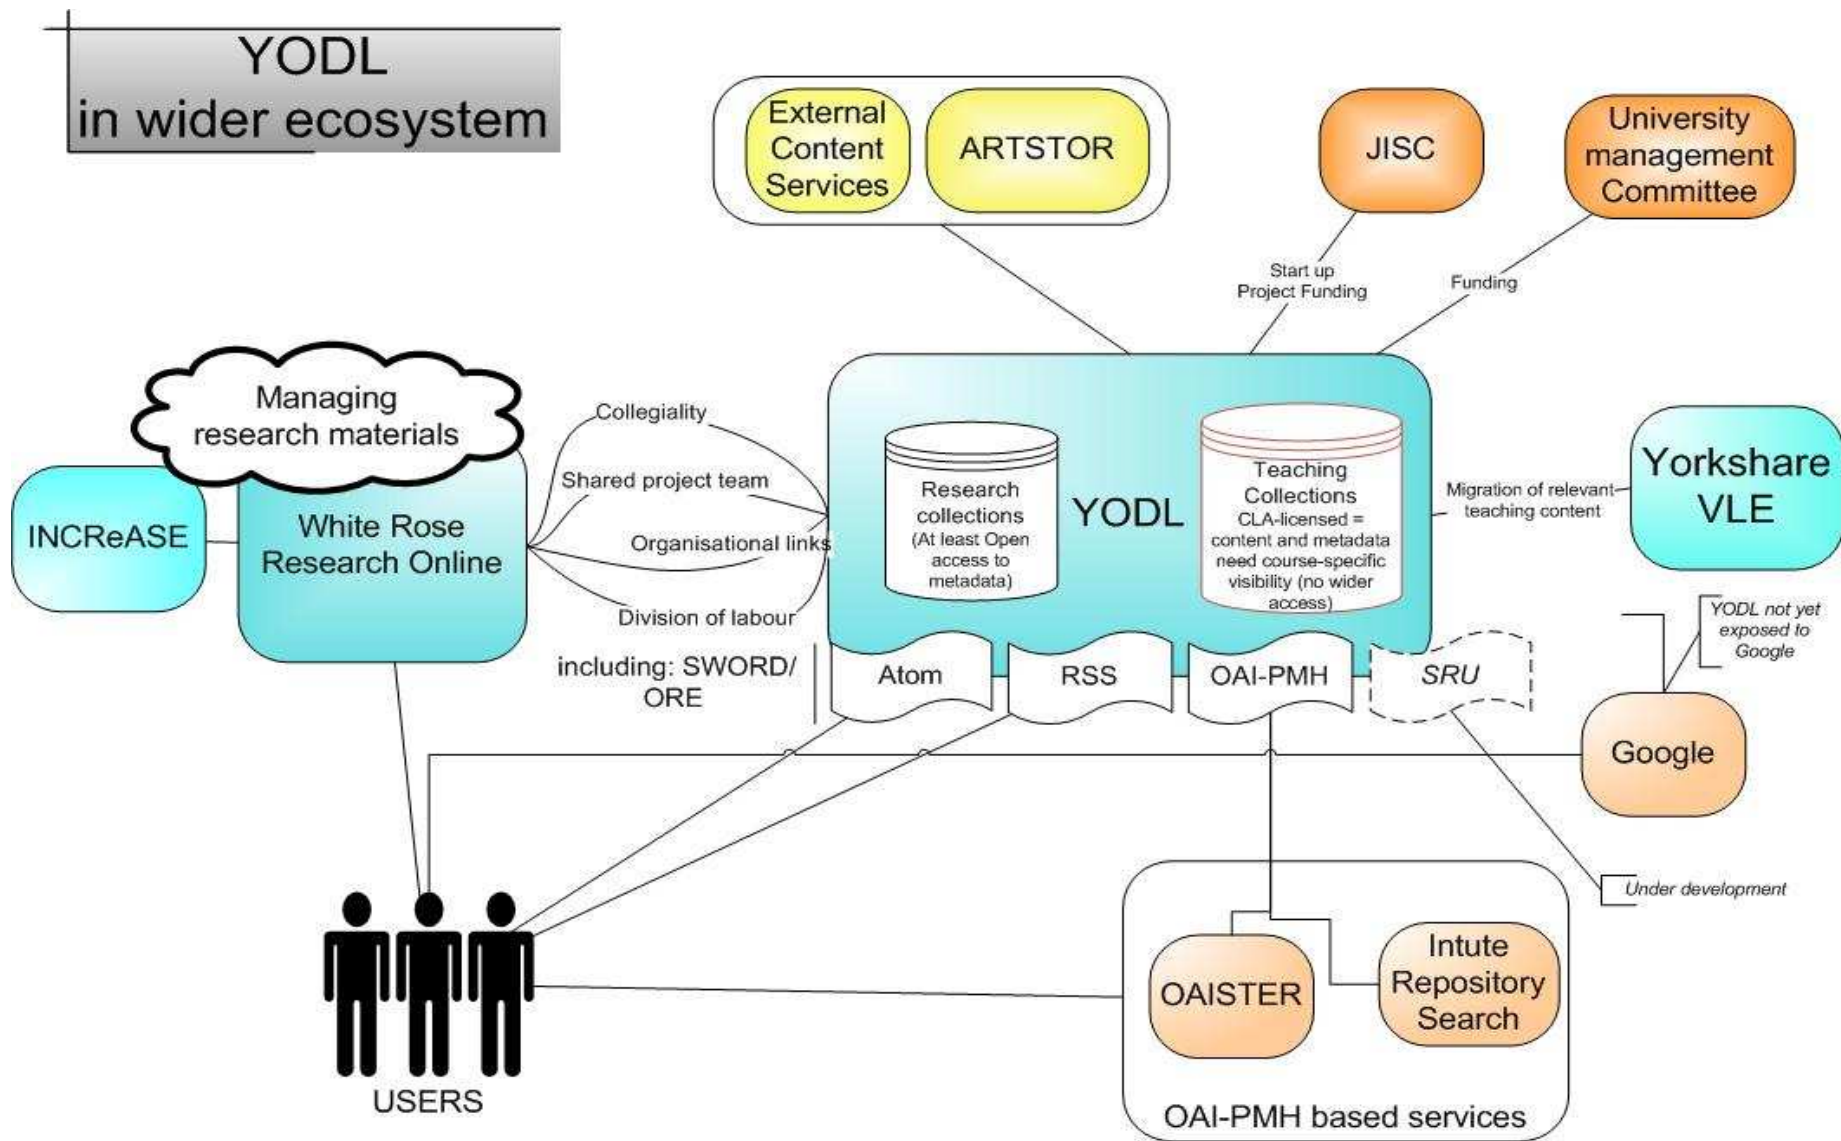 YODL
in wider ecosystem
External
Content
Services
ARTSTOR
JISC
University
management
Committee
Start up
Project Funding
Funding
Managing
research materials
INCReASE
White Rose
Research Online
Collegiality
Shared project team
Organisational links
Division of labour
Research
collections
(At least Open
access to
metadata)
YODL
Teaching
Collections
CLA-licensed =
content and metadata
need course-specific
visibility (no wider
access)
Migration of relevant
teaching content
Yorkshare
VLE
YODL not yet
exposed to
Google
including: SWORD/
ORE
Atom
RSS
OAI-PMH
SRU
Google
Under development
OAISTER
Intute
Repository
Search
OAI-PMH based services
USERS